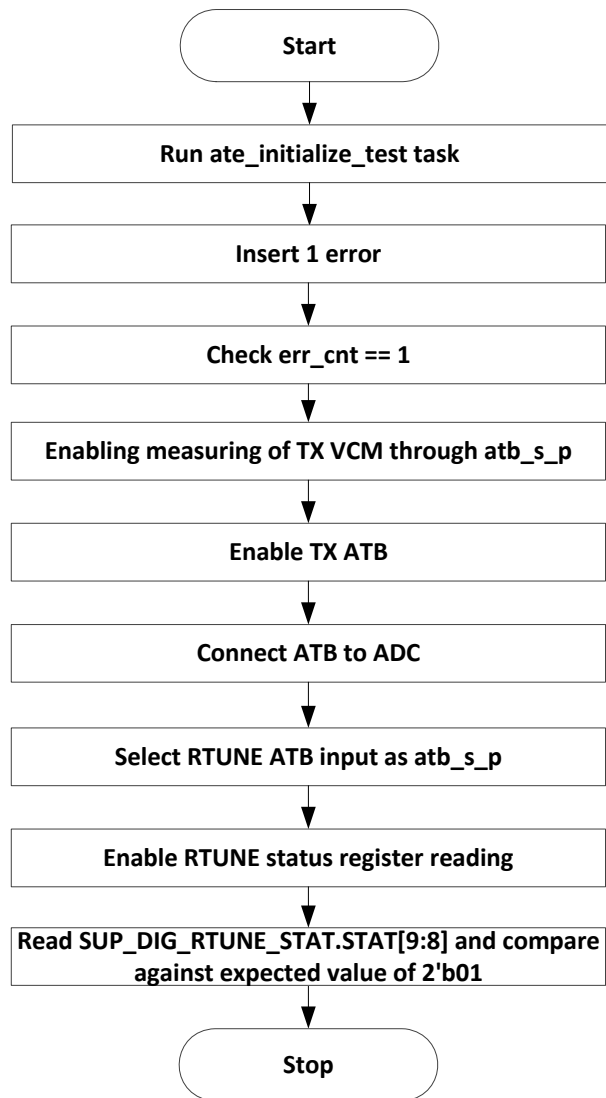 Start
Run ate_initialize_test task
Insert 1 error
Check err_cnt == 1
Enabling measuring of TX VCM through atb_s_p
Enable TX ATB
Connect ATB to ADC
Select RTUNE ATB input as atb_s_p
Enable RTUNE status register reading
Read SUP_DIG_RTUNE_STAT.STAT[9:8] and compare
against expected value of 2'b01
Stop